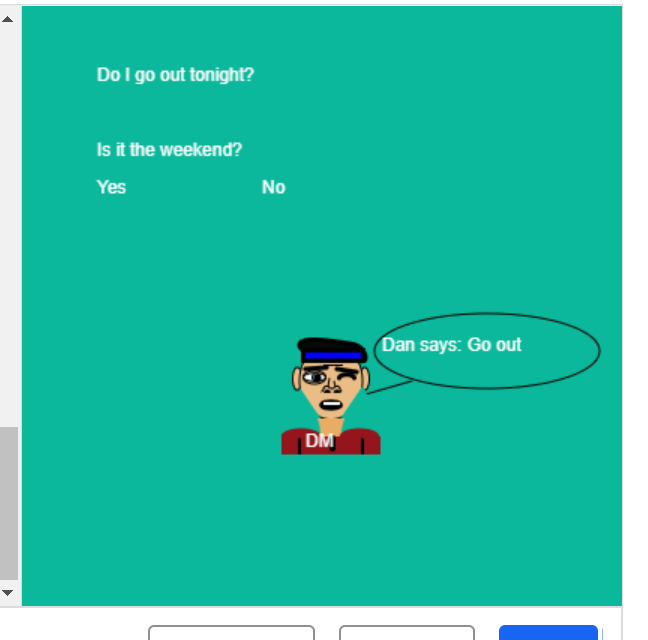 Do I go out tonight?
Is it the weekend?
Yes No
Dan says: Go out
DM